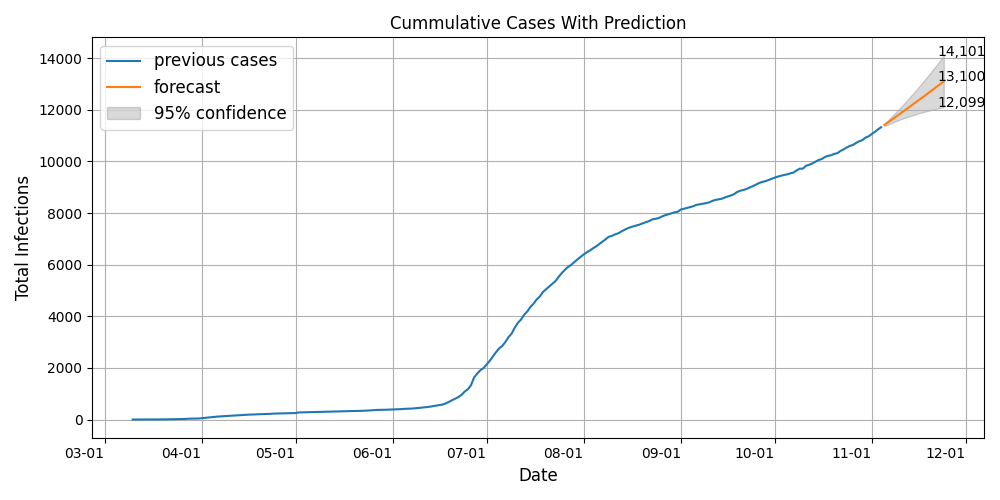 Cummulative Cases With Prediction
previous cases
forecast
95% confidence
14,101
13,100
12,099
14000
12000
10000
8000
6000
4000
2000
0
Total Infections
03-01 04-01 05-01 06-01 07-01 08-01 09-01 10-01 11-01 12-01
Date